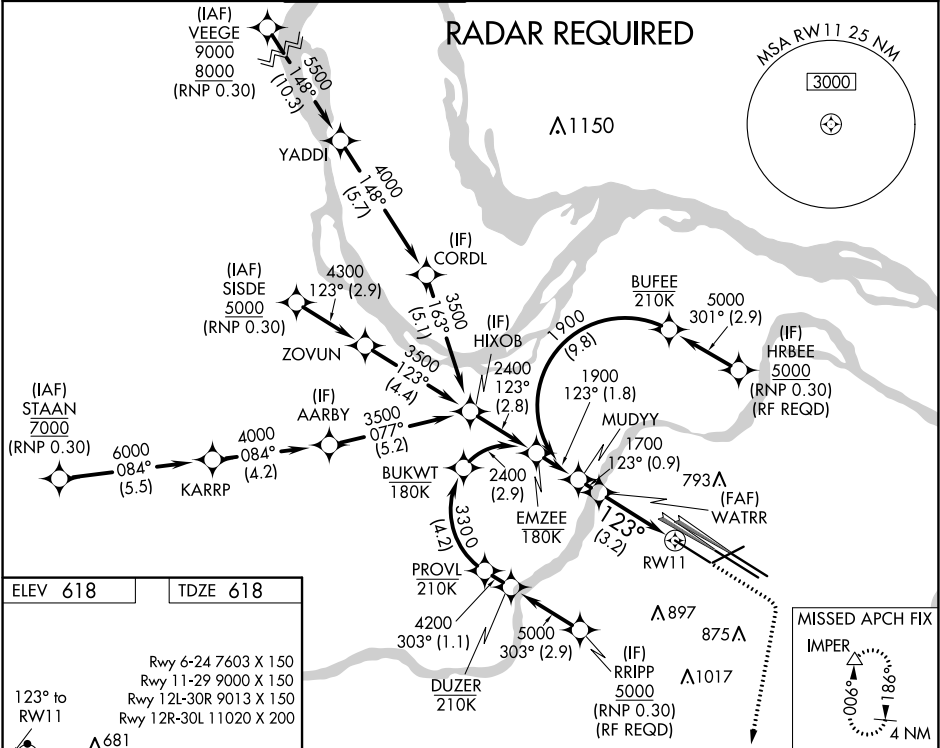 RADAR REQUIRED
MSA RW11 25 NM
3000
(IAF)
VEEGE
9000
8000
(RNP 0.30)
5500
148°
(10.3)
YADDI
4000
148°
(5.7)
1150
(IF)
CORDL
3500
163°
(5.1)
(IAF)
SISDE
5000
(RNP 0.30)
4300
123° (2.9)
ZOVUN
3500
123°
(4.4)
(IF)
HIXOB
2400
123°
(2.8)
BUFEE
210K
5000
301° (2.9)
(IF)
HRBEE
5000
(RNP 0.30)
(RF REQD)
1900
(9.8)
1900
123° (1.8)
MUDYY
1700
123° (0.9)
(IAF)
STAAN
7000
(RNP 0.30)
6000
084°
(5.5)
KARRP
4000
084°
(4.2)
(IF)
AARBY
3500
077°
(5.2)
BUKWT
180K
2400
(2.9)
EMZEE
180K
793
(FAF)
WATRR
123°
(3.2)
RW11
3300
(4.2)
PROVL
210K
4200
303° (1.1)
DUZER
210K
5000
303° (2.9)
(IF)
RRIPP
5000
(RNP 0.30)
(RF REQD)
897
875
1017
MISSED APCH FIX
IMPER
006°
186°
4 NM
ELEV 618
TDZE 618
Rwy 6-24 7603 X 150
Rwy 11-29 9000 X 150
Rwy 12L-30R 9013 X 150
Rwy 12R-30L 11020 X 200
123° to
RW11
681